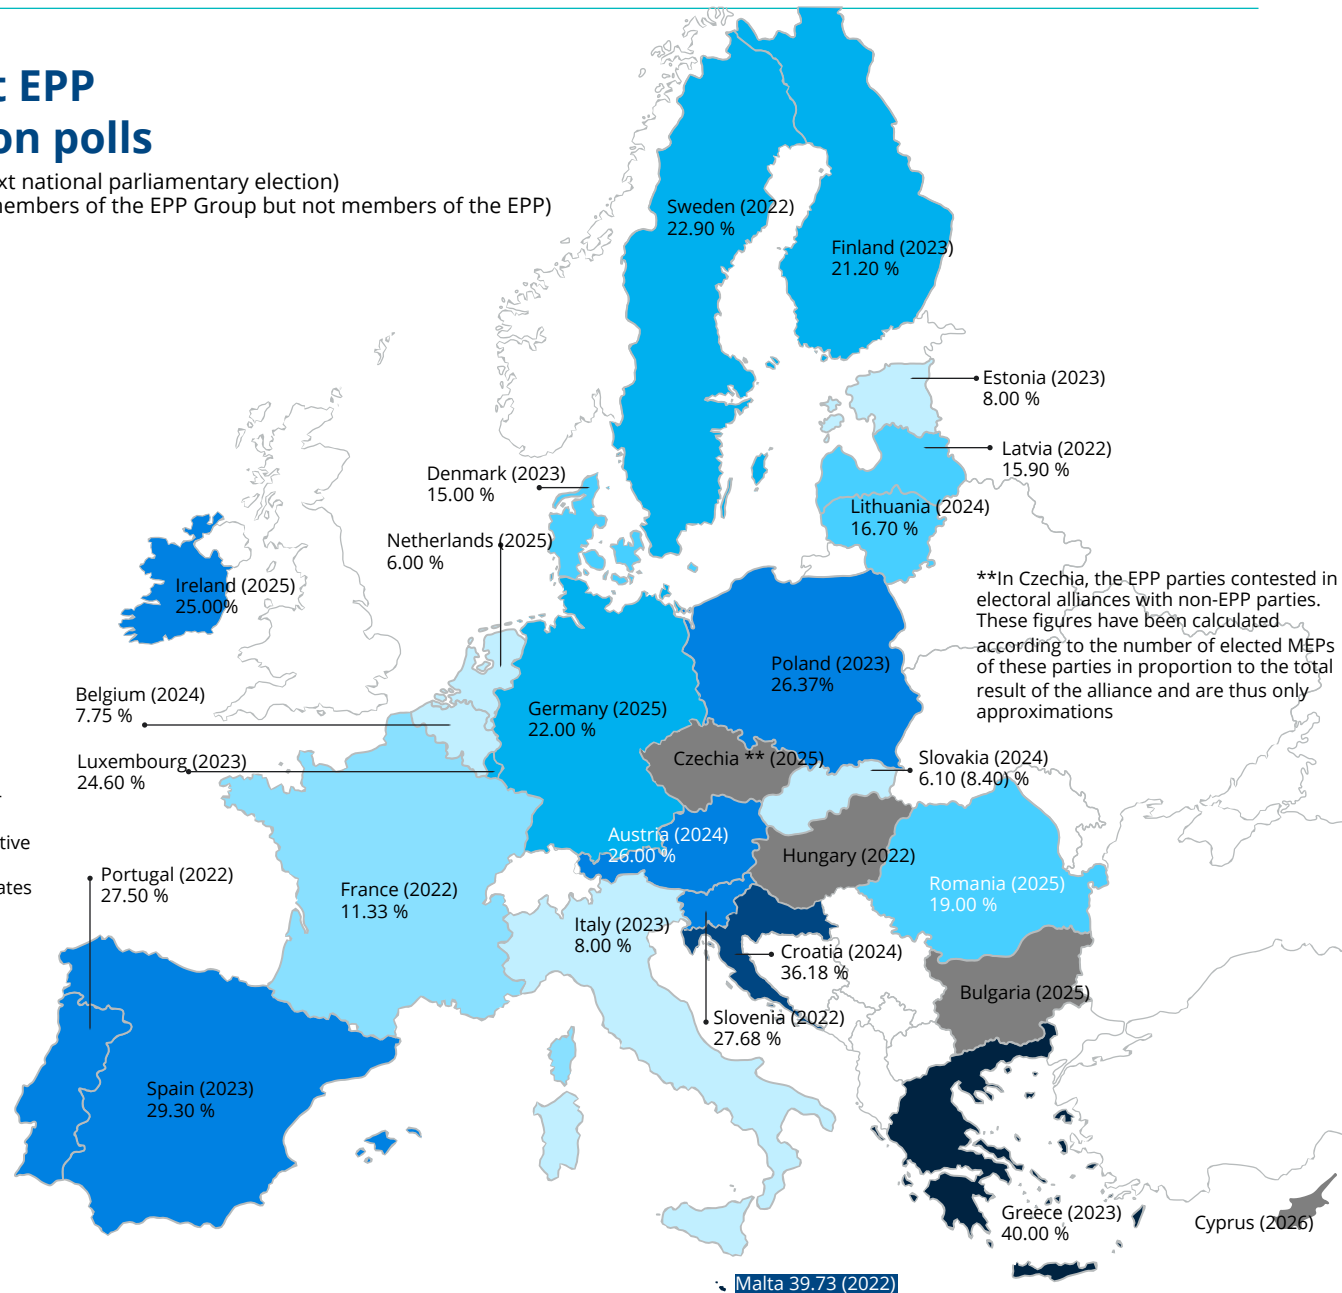 t EPP
on polls
xt national parliamentary election)
nembers of the EPP Group but not members of the EPP)
Sweden (2022)
22.90 %
Finland (2023)
21.20 %
Estonia (2023)
8.00 %
Latvia (2022)
15.90 %
Denmark (2023)
15.00 %
Lithuania (2024)
16.70 %
Netherlands (2025)
6.00 %
Ireland (2025)
25.00%
**In Czechia, the EPP parties contested in
electoral alliances with non-EPP parties.
These figures have been calculated
according to the number of elected MEPs
of these parties in proportion to the total
result of the alliance and are thus only
approximations
Poland (2023)
26.37%
Belgium (2024)
7.75 %
Germany (2025)
22.00 %
Czechia ** (2025)
Slovakia (2024)
6.10 (8.40) %
Luxembourg (2023)
24.60 %
tive
ates
Austria (2024)
26.00 %
Hungary (2022)
Portugal (2022)
27.50 %
France (2022)
11.33 %
Romania (2025)
19.00 %
Italy (2023)
8.00 %
Croatia (2024)
36.18 %
Bulgaria (2025)
Slovenia (2022)
27.68 %
Spain (2023)
29.30 %
Greece (2023)
40.00 %
Cyprus (2026)
Malta 39.73 (2022)